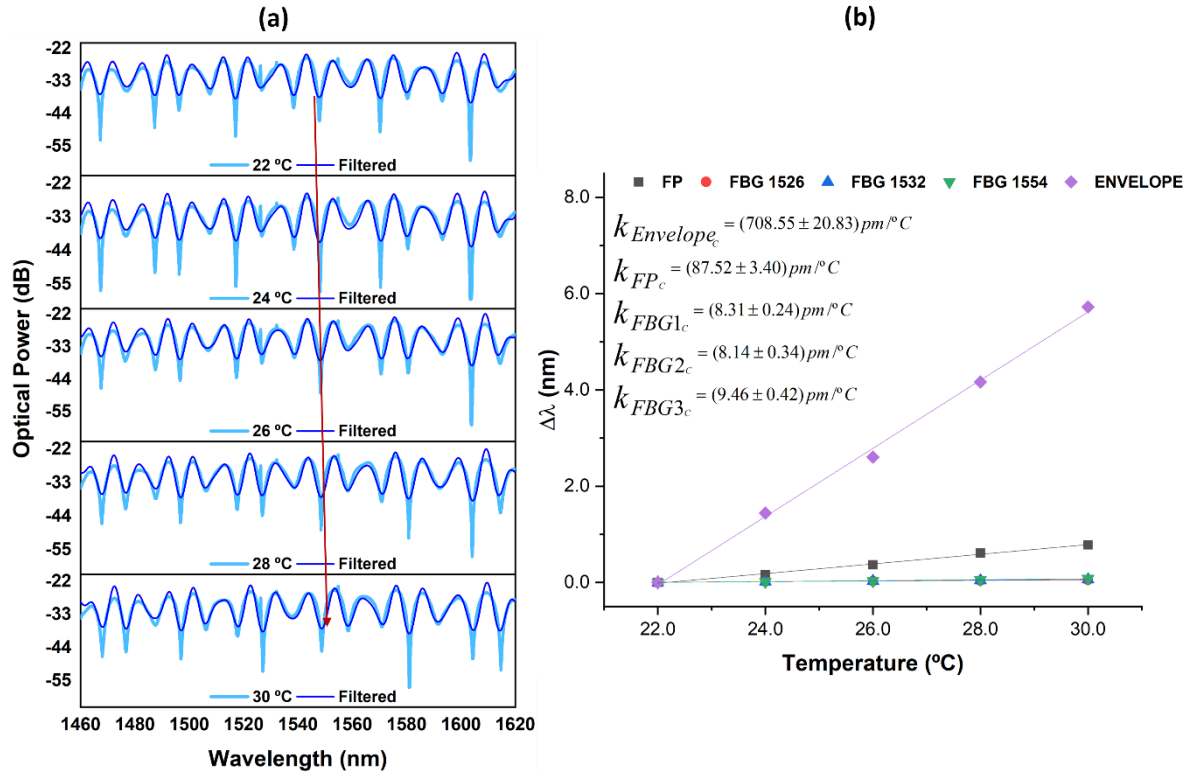 (a)
Optical Power (dB)
-22
-33
-44
-55
22 ºC Filtered
-22
-33
-44
-55
24 ºC Filtered
-22
-33
-44
-55
26 ºC Filtered
-22
-33
-44
-55
28 ºC Filtered
-22
-33
-44
-55
30 ºC Filtered
1460 1480 1500 1520 1540 1560 1580 1600 1620
Wavelength (nm)
(b)
FP FBG 1526 FBG 1532 FBG 1554 ENVELOPE
k Envelope c = (708.55 ± 20.83) pm/ºC
k FP c = (87.52 ± 3.40) pm/ºC
k FBG1 c = (8.31 ± 0.24) pm/ºC
k FBG2 c = (8.14 ± 0.34) pm/ºC
k FBG3 c = (9.46 ± 0.42) pm/ºC
Δλ (nm)
8.0
6.0
4.0
2.0
0.0
22.0 24.0 26.0 28.0 30.0
Temperature (ºC)